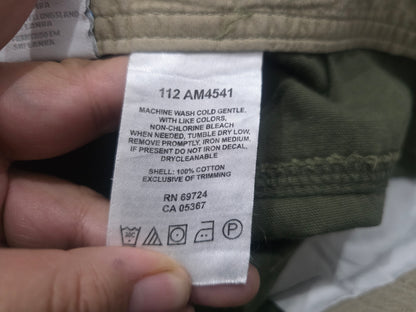 SRI LANKA
112 AM4541
MACHINE WASH COLD GENTLE,
WITH LIKE COLORS,
NON-CHLORINE BLEACH
WHEN NEEDED, TUMBLE DRY LOW,
REMOVE PROMPTLY, IRON MEDIUM,
IF PRESENT DO NOT IRON DECAL,
DRYCLEANABLE
SHELL: 100% COTTON
EXCLUSIVE OF TRIMMING
RN 69724
CA 05367
P